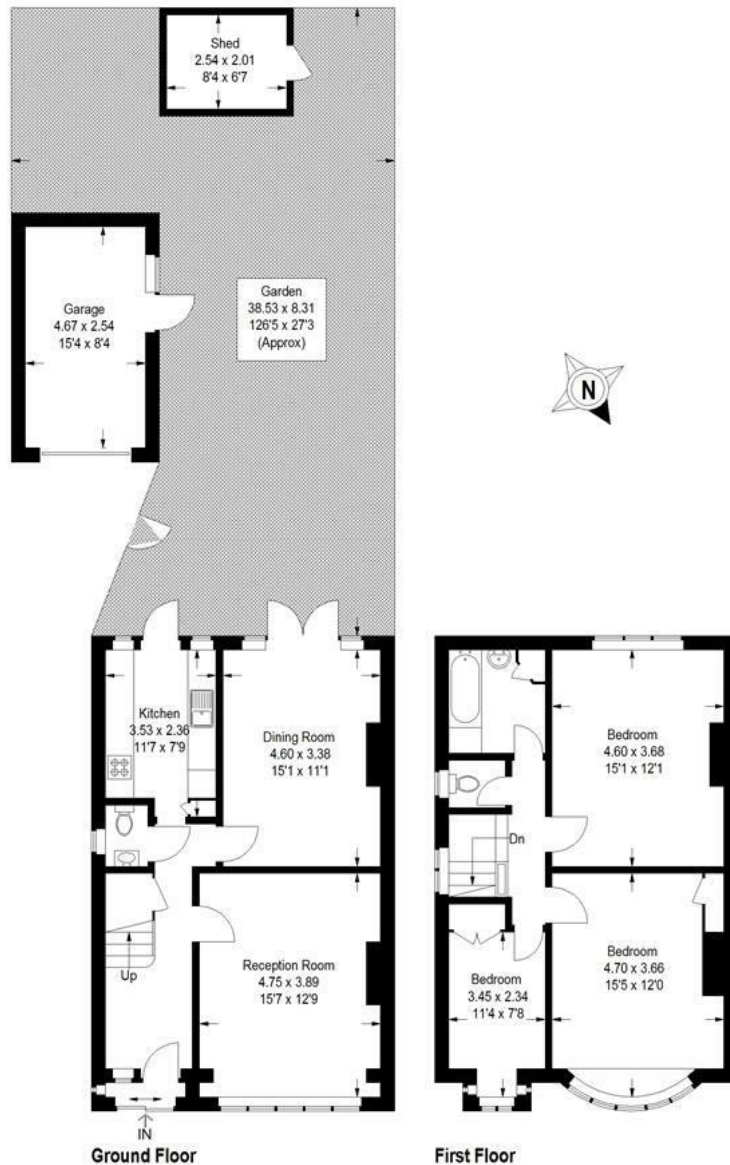 Shed
2.54 x 2.01
8'4 x 6'7
Garage
4.67 x 2.54
15'4 x 8'4
Garden
38.53 x 8.31
126'5 x 27'3
(Approx)
N
Kitchen
3.53 x 2.36
11'7 x 7'9
Dining Room
4.60 x 3.38
15'1 x 11'1
Up
Reception Room
4.75 x 3.89
15'7 x 12'9
IN
Ground Floor
Bedroom
4.60 x 3.68
15'1 x 12'1
Dn
Bedroom
4.70 x 3.66
15'5 x 12'0
Bedroom
3.45 x 2.34
11'4 x 7'8
First Floor